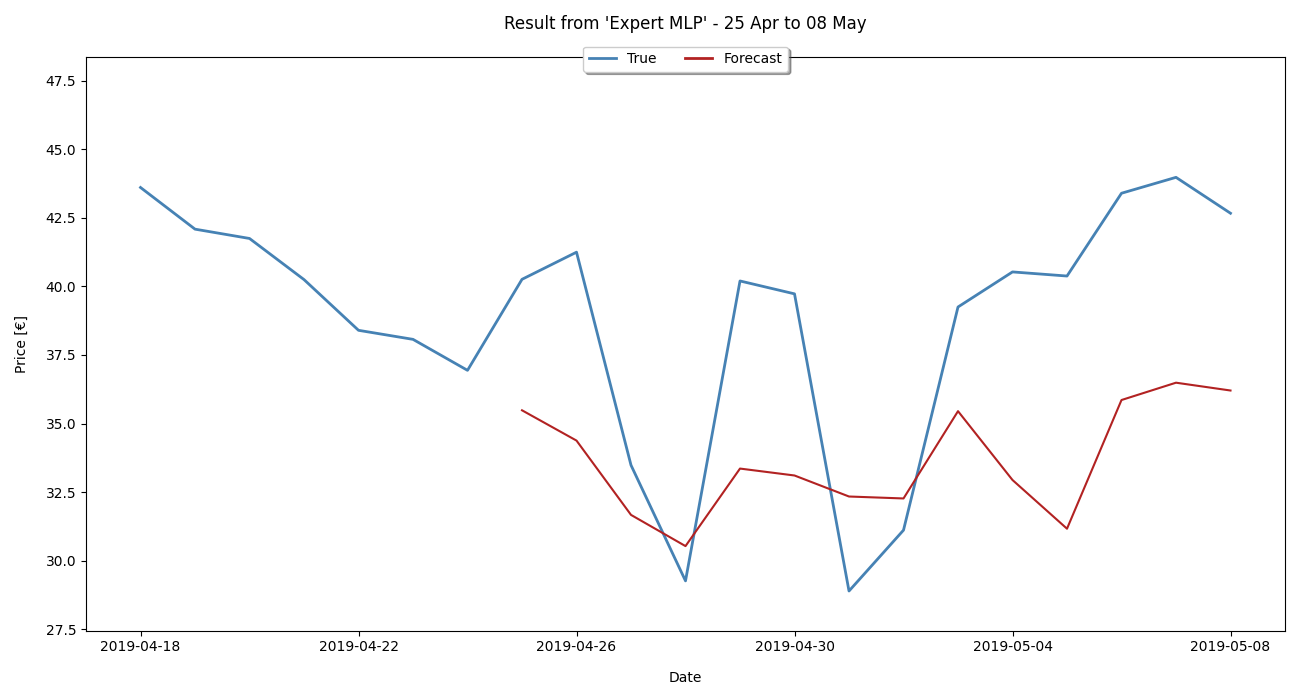 Result from 'Expert MLP' - 25 Apr to 08 May
True Forecast
47.5
45.0
42.5
40.0
37.5
35.0
32.5
30.0
27.5
Price [€]
2019-04-18 2019-04-22 2019-04-26 2019-04-30 2019-05-04 2019-05-08
Date